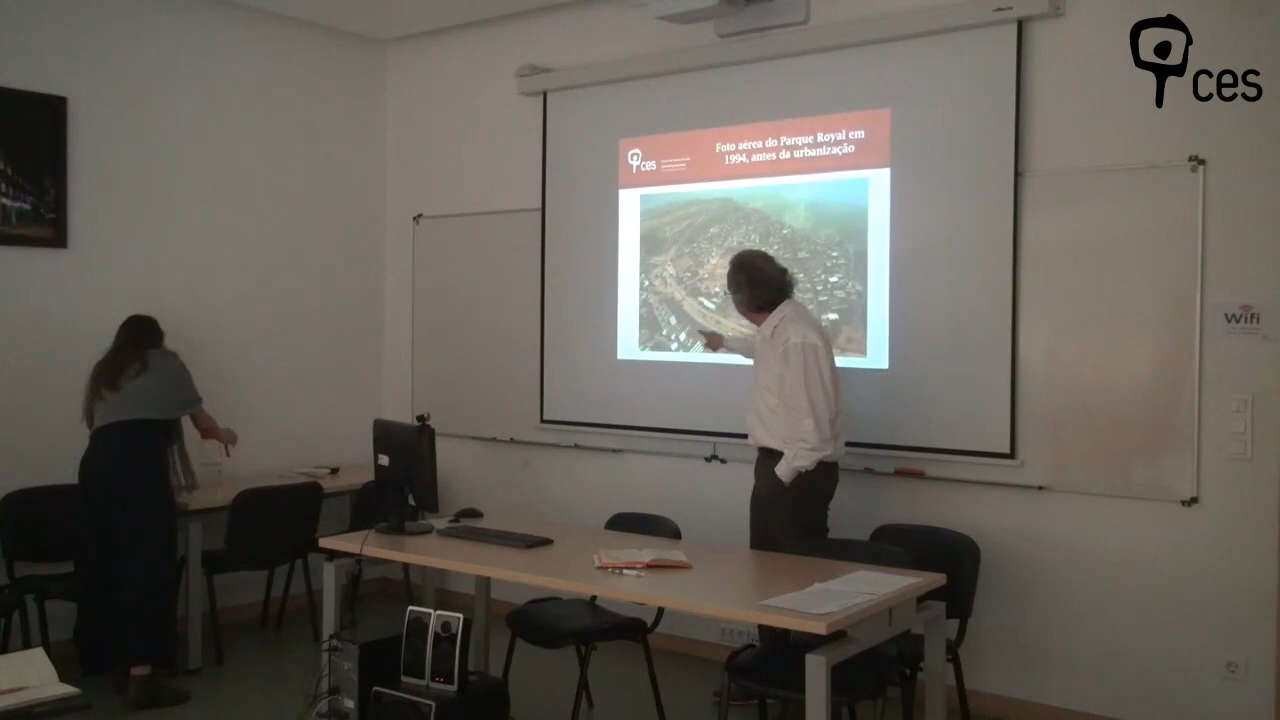 ces
Foto aérea do Parque Royal em
1994, antes da urbanização
ces
Wifi